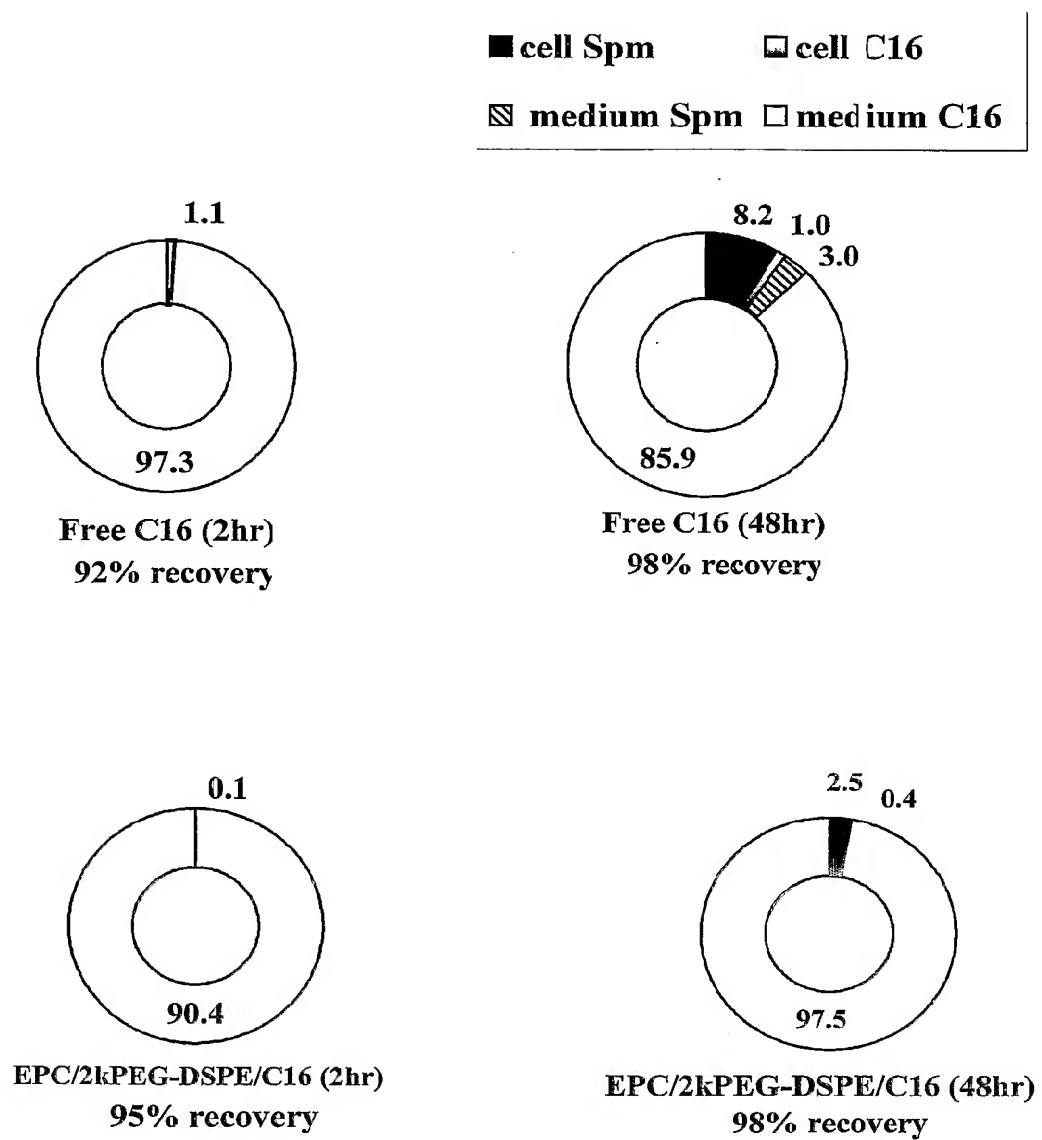 cell Spm cell C16
medium Spm medium C16
1.1
97.3
Free C16 (2hr)
92% recovery
8.2
1.0
3.0
85.9
Free C16 (48hr)
98% recovery
0.1
90.4
EPC/2kPEG-DSPE/C16 (2hr)
95% recovery
2.5
0.4
97.5
EPC/2kPEG-DSPE/C16 (48hr)
98% recovery